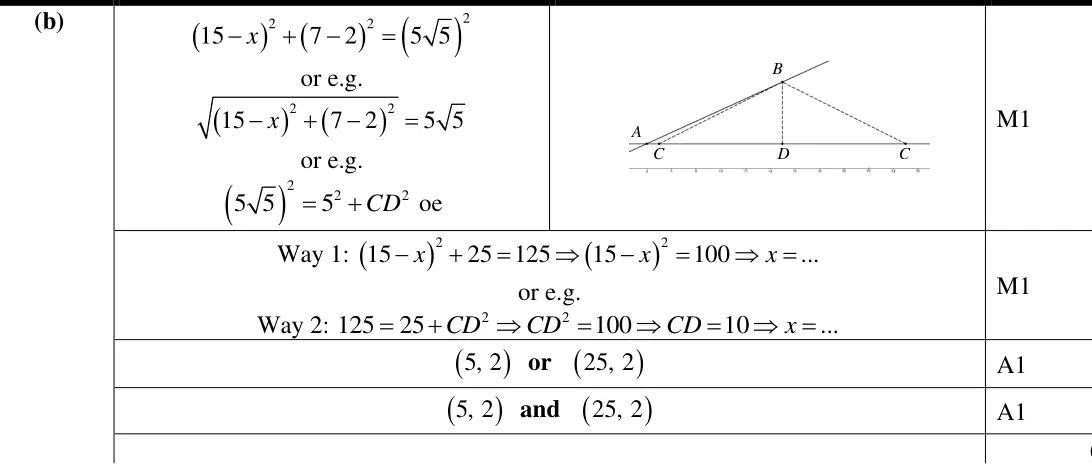 (b)
(15 − x)² + (7 − 2)² = (5√5)²
or e.g.
√((15 − x)² + (7 − 2)²) = 5√5
or e.g.
(5√5)² = 5² + CD² oe
B
A
C D C
M1
Way 1: (15 − x)² + 25 = 125 ⇒ (15 − x)² = 100 ⇒ x = ...
or e.g.
Way 2: 125 = 25 + CD² ⇒ CD² = 100 ⇒ CD = 10 ⇒ x = ...
M1
(5, 2) or (25, 2)
A1
(5, 2) and (25, 2)
A1